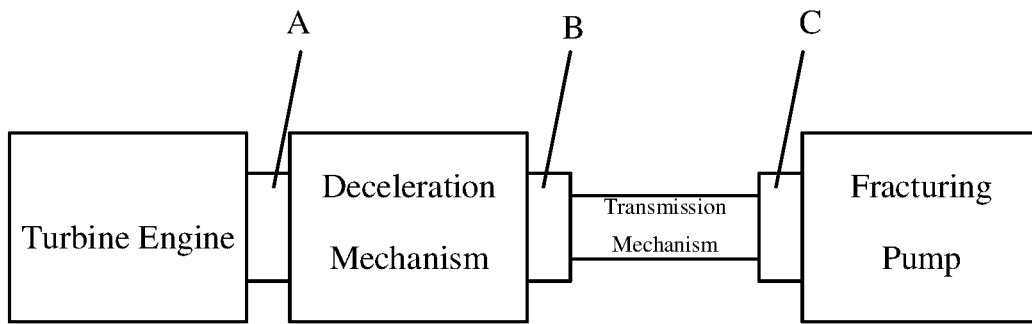 A
B
C
Turbine Engine
Deceleration
Mechanism
Transmission
Mechanism
Fracturing
Pump